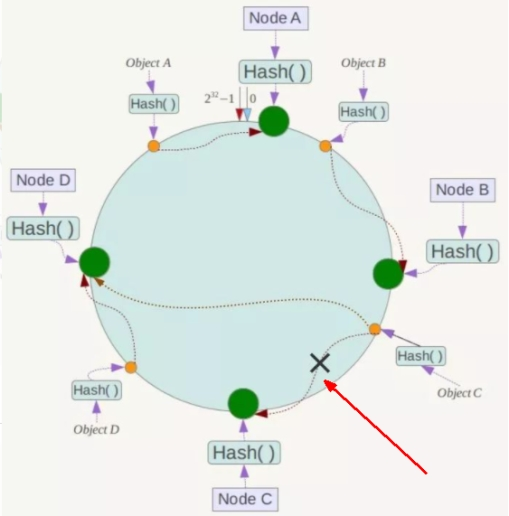 Node A
Hash( )
Object A
Hash( )
2³²−1
0
Object B
Hash( )
Node D
Hash( )
Node B
Hash( )
Hash( )
Object C
Hash( )
Object D
Hash( )
Node C